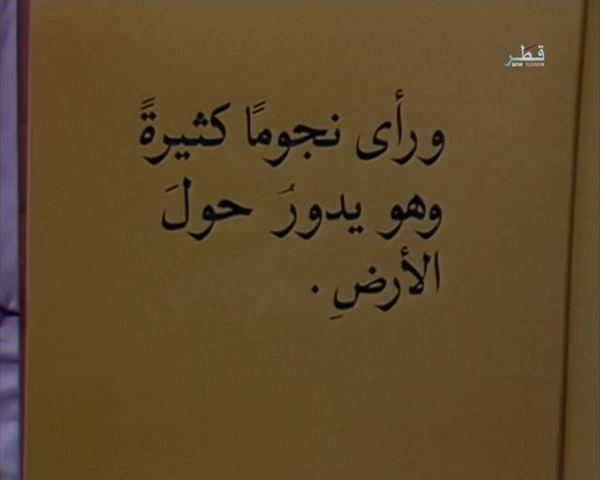 قطر
ورأى نجومًا كثيرةً
وهو يدورُ حولَ
الأرضِ.